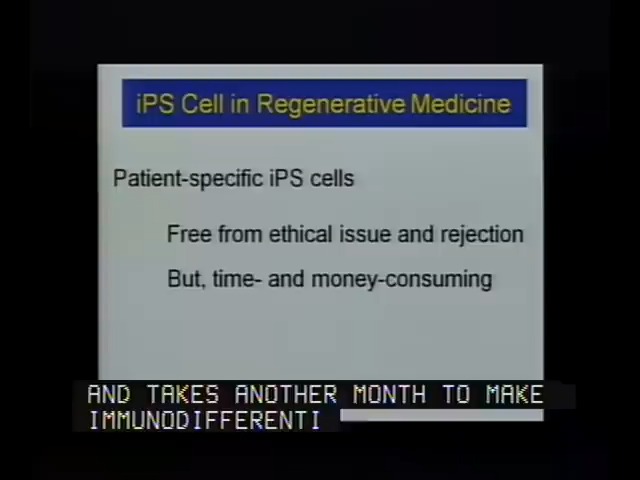 iPS Cell in Regenerative Medicine
Patient-specific iPS cells
Free from ethical issue and rejection
But, time- and money-consuming
AND TAKES ANOTHER MONTH TO MAKE
IMMUNODIFFERENTI